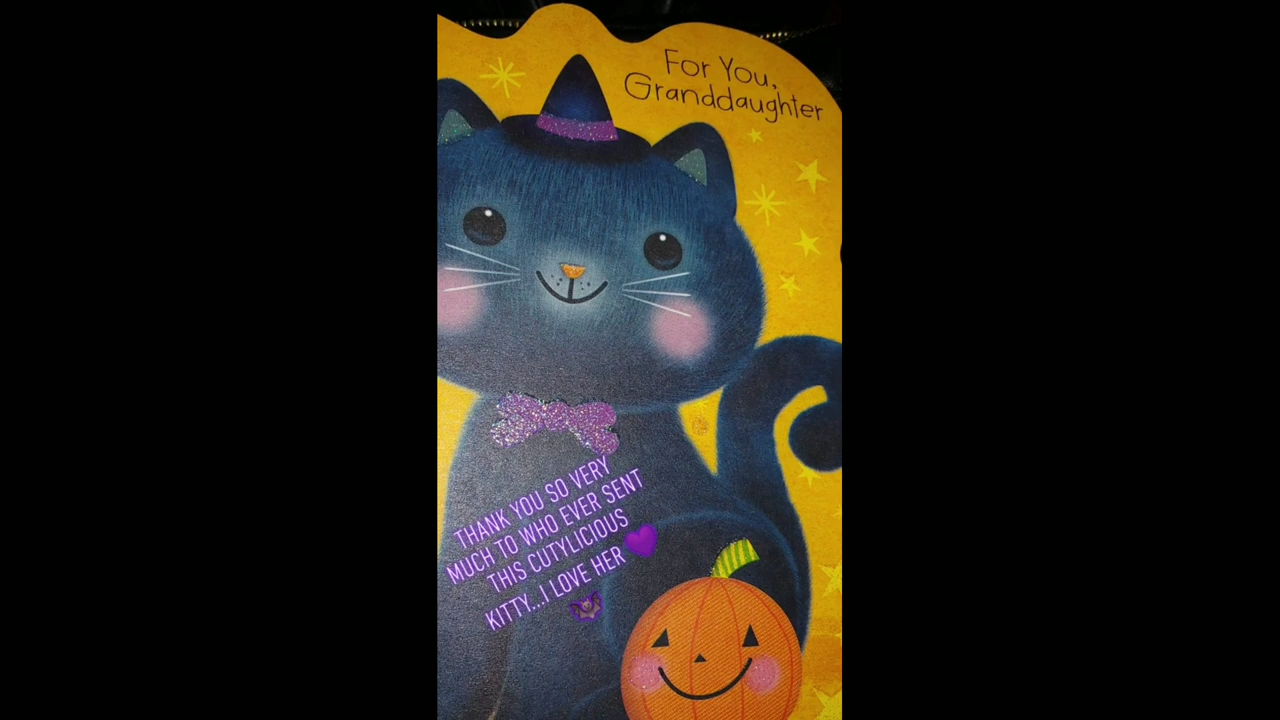 For You,
Granddaughter
THANK YOU SO VERY
MUCH TO WHO EVER SENT
THIS CUTYLICIOUS
KITTY...I LOVE HER 💜
🦇